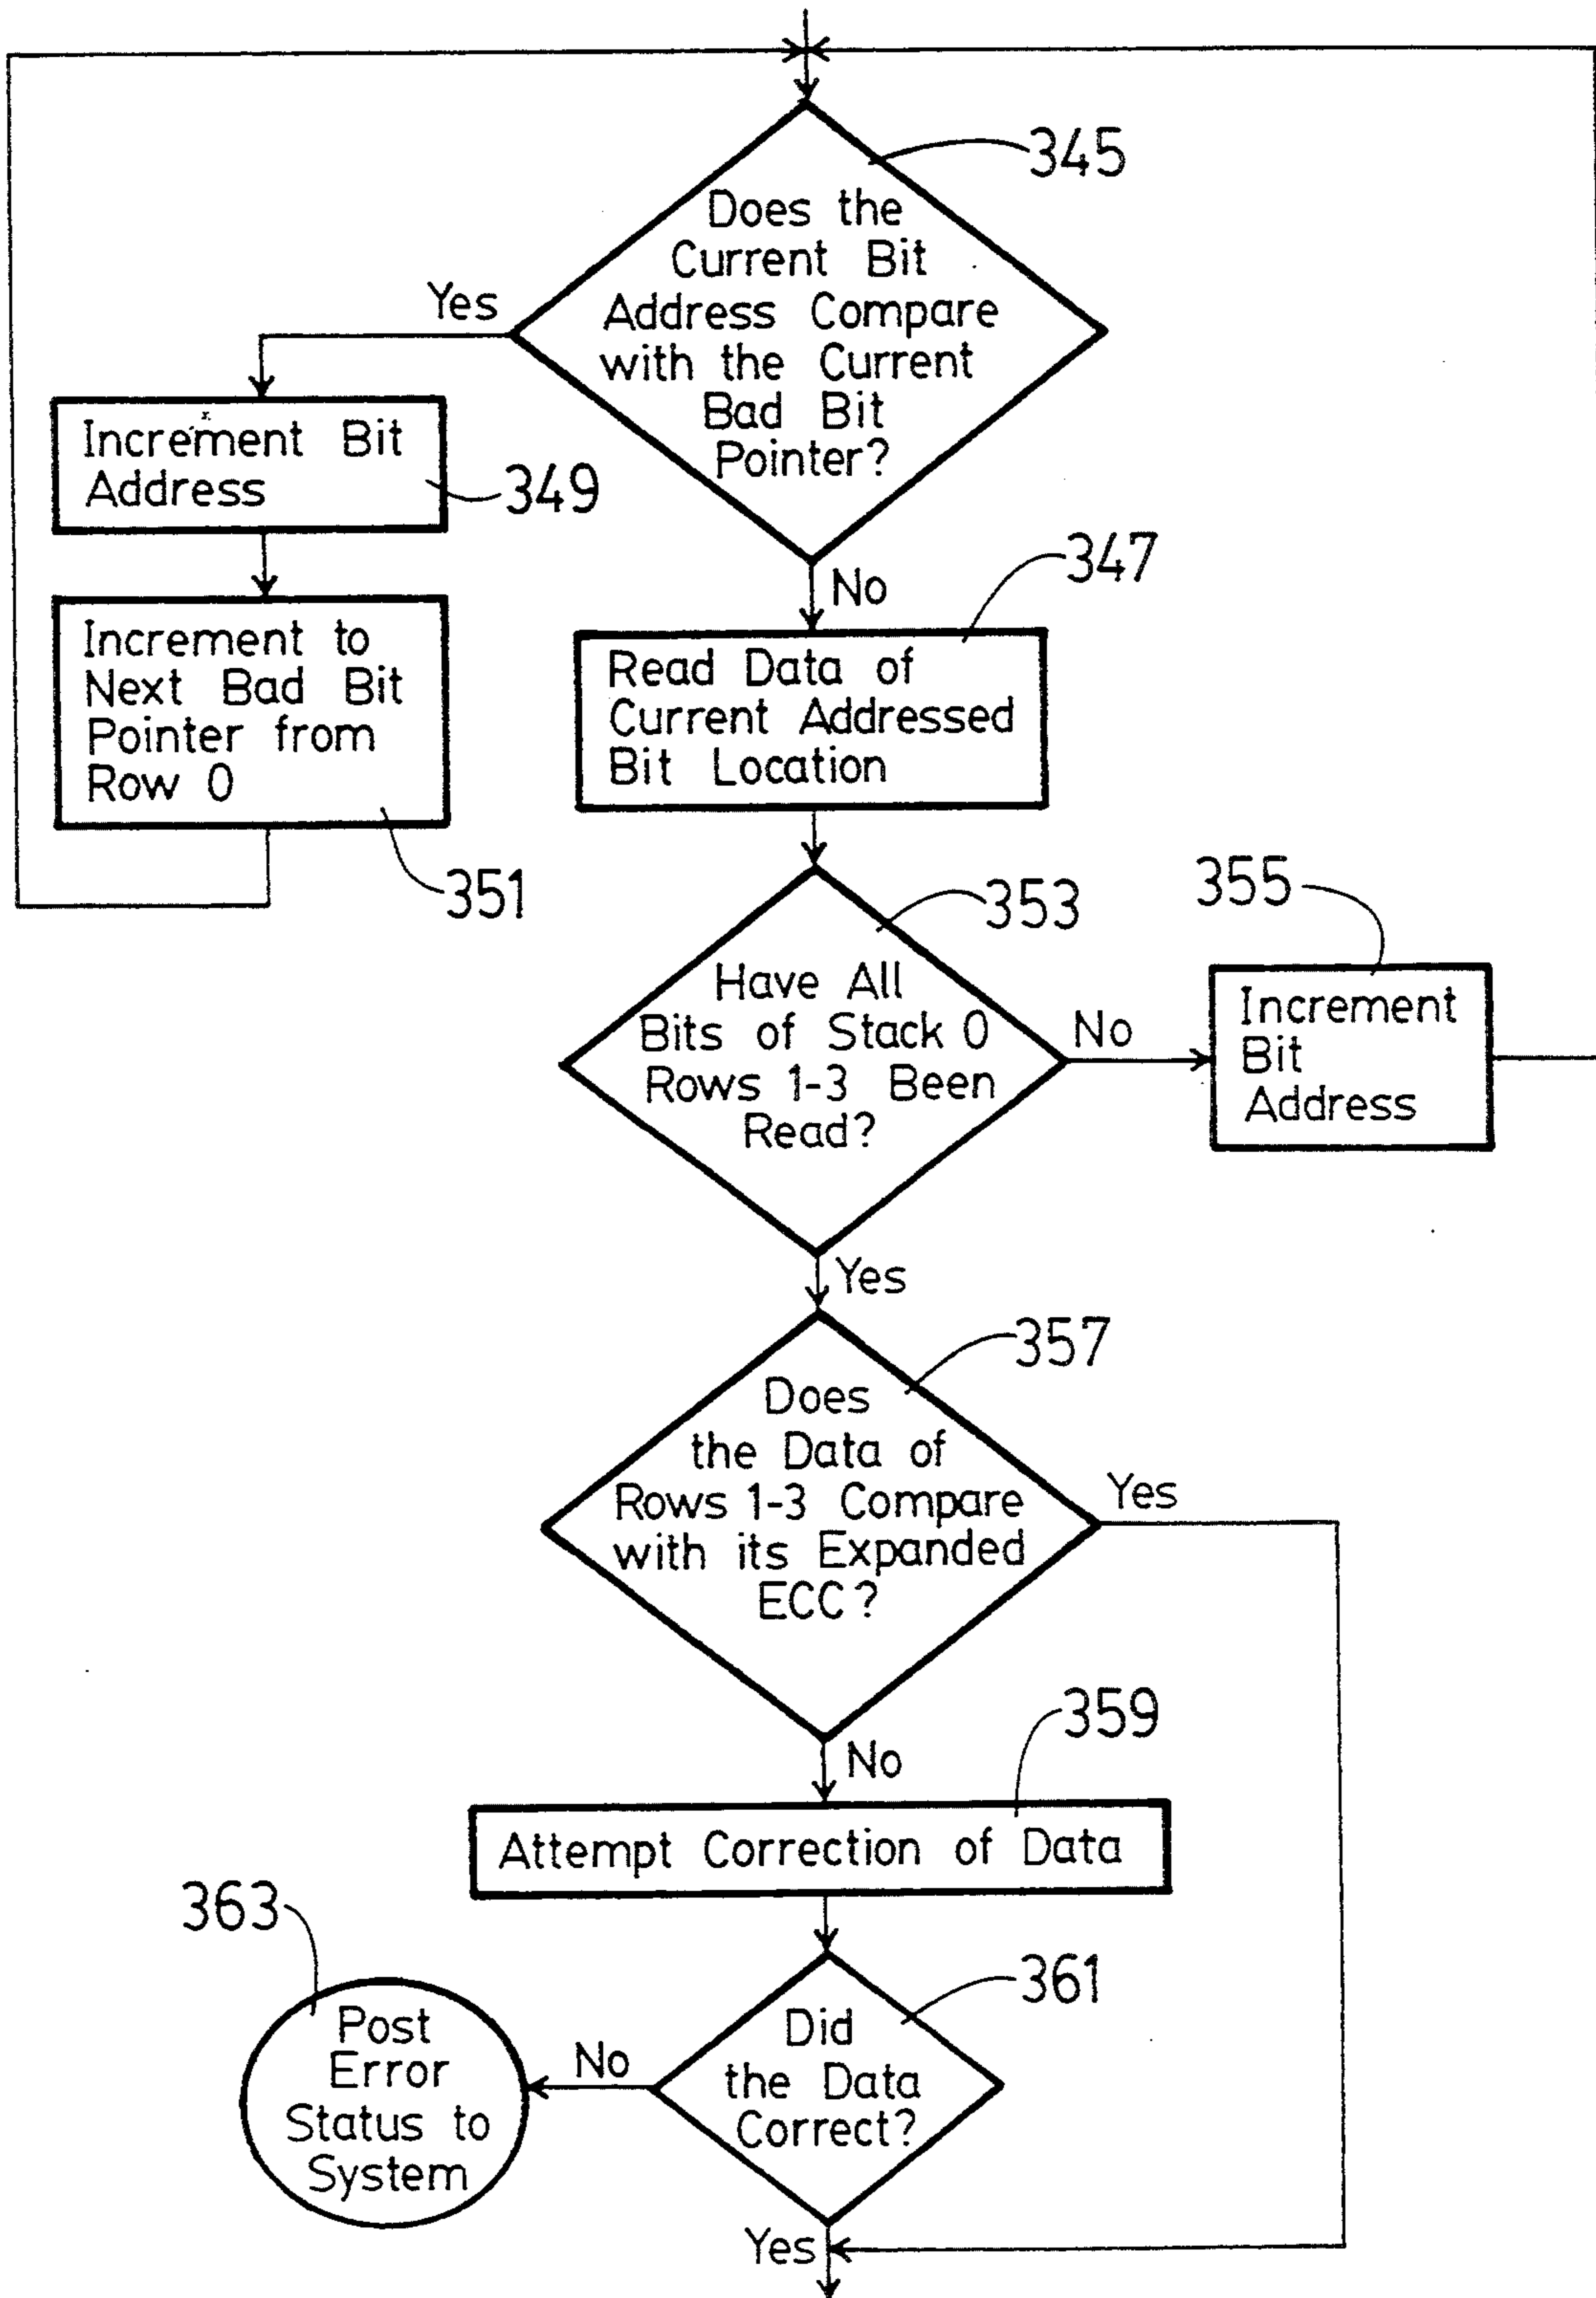 345
Does the
Current Bit
Address Compare
with the Current
Bad Bit
Pointer?
Yes
Increment Bit
Address
349
No
347
Increment to
Next Bad Bit
Pointer from
Row 0
351
Read Data of
Current Addressed
Bit Location
353
355
Have All
Bits of Stack 0
Rows 1-3 Been
Read?
No
Increment
Bit
Address
Yes
357
Does
the Data of
Rows 1-3 Compare
with its Expanded
ECC?
Yes
No
359
Attempt Correction of Data
363
361
Did
the Data
Correct?
No
Post
Error
Status to
System
Yes